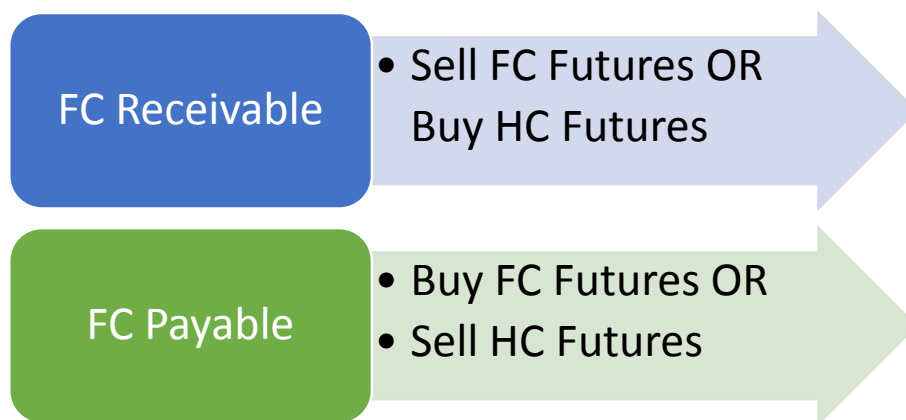 FC Receivable
• Sell FC Futures OR
Buy HC Futures
FC Payable
• Buy FC Futures OR
• Sell HC Futures